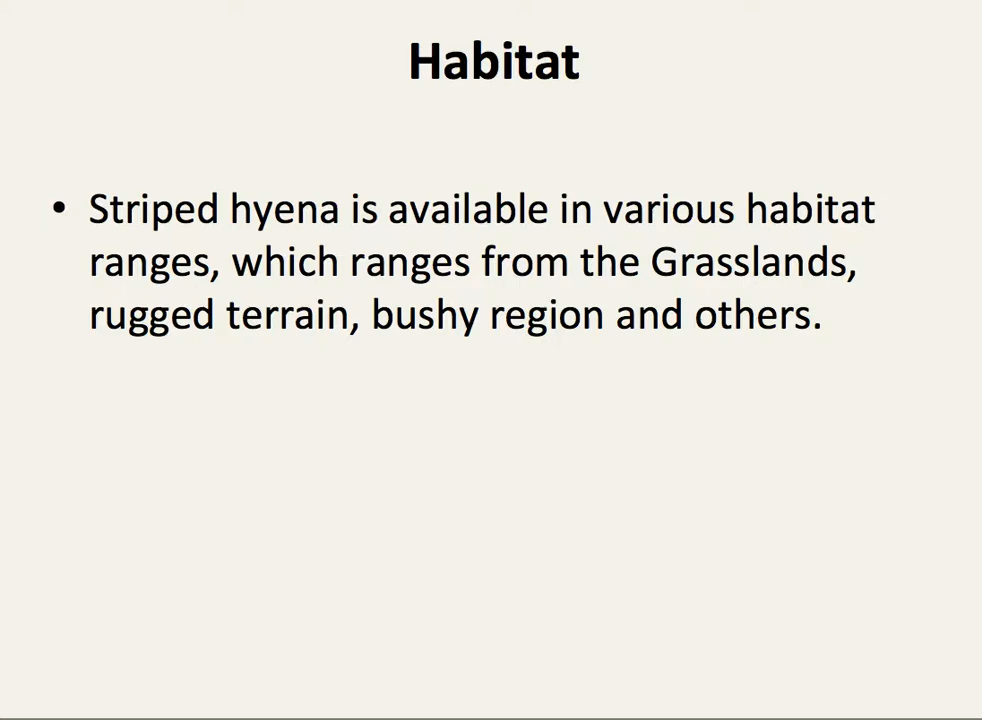 Habitat
• Striped hyena is available in various habitat
ranges, which ranges from the Grasslands,
rugged terrain, bushy region and others.